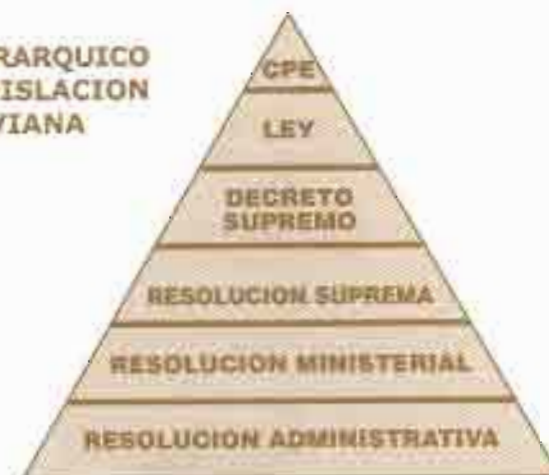 RARQUICO
ISLACION
VIANA
CPE
LEY
DECRETO
SUPREMO
RESOLUCION SUPREMA
RESOLUCION MINISTERIAL
RESOLUCION ADMINISTRATIVA